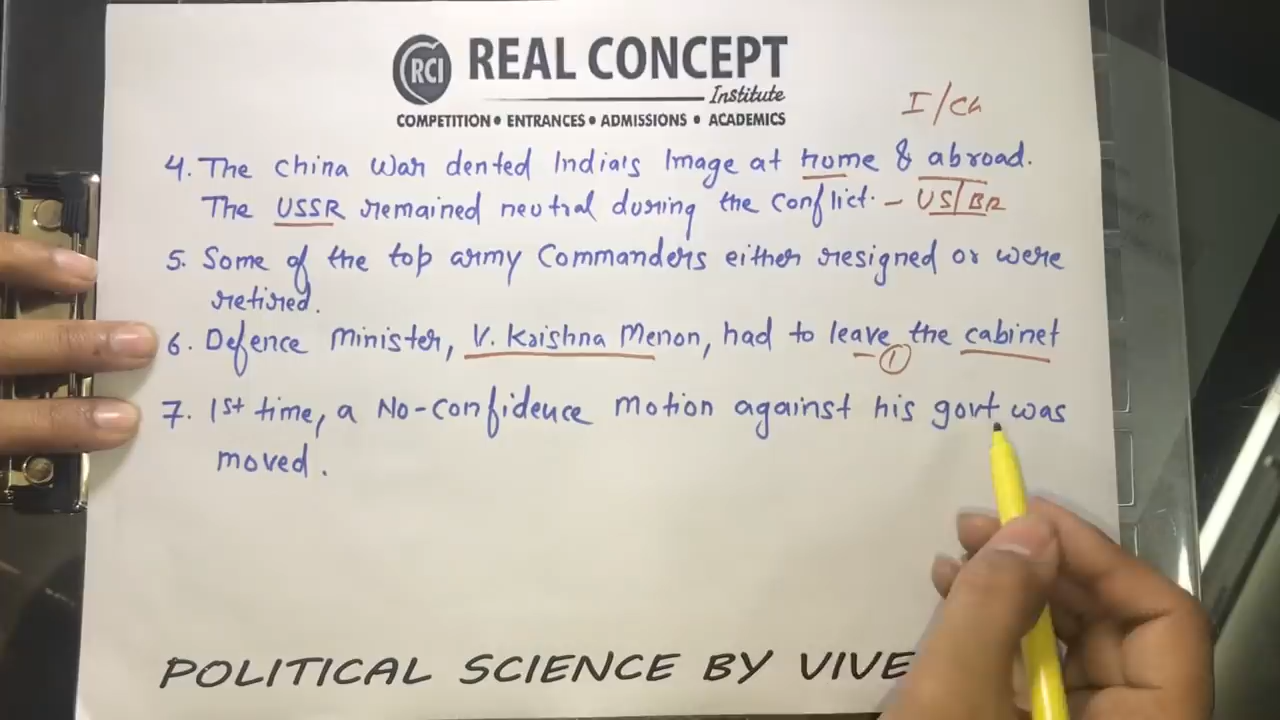 RCI REAL CONCEPT
Institute
COMPETITION • ENTRANCES • ADMISSIONS • ACADEMICS
I/Ch
4. The China War dented India's Image at home & abroad.
The USSR remained neutral during the conflict. – US/BR
5. Some of the top army Commanders either resigned or were
retired.
6. Defence Minister, V. Krishna Menon, had to leave the cabinet
1
7. 1st time, a No-confidence motion against his govt was
moved.
POLITICAL SCIENCE BY VIVE